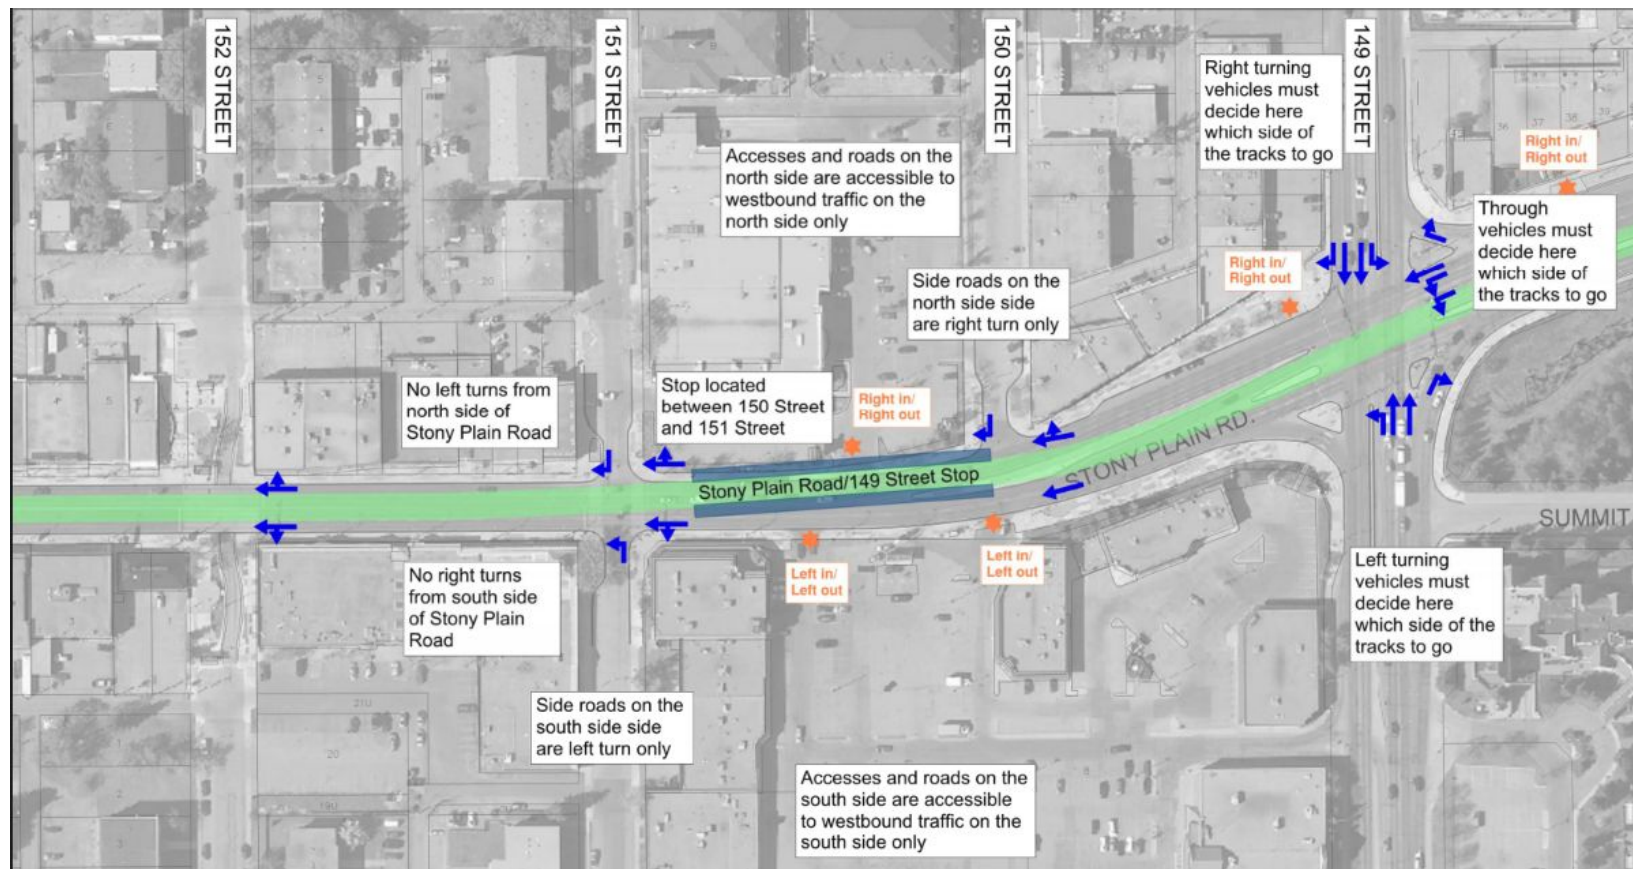 152 STREET
151 STREET
150 STREET
149 STREET
Right turning
vehicles must
decide here
which side of
the tracks to go
Right in/
Right out
Accesses and roads on the
north side are accessible to
westbound traffic on the
north side only
Through
vehicles must
decide here
which side of
the tracks to go
Right in/
Right out
Side roads on the
north side side
are right turn only
No left turns from
north side of
Stony Plain Road
Stop located
between 150 Street
and 151 Street
Right in/
Right out
Stony Plain Road/149 Street Stop
STONY PLAIN RD.
SUMMIT
No right turns
from south side
of Stony Plain
Road
Left in/
Left out
Left in/
Left out
Left turning
vehicles must
decide here
which side of the
tracks to go
Side roads on the
south side side
are left turn only
Accesses and roads on the
south side are accessible
to westbound traffic on the
south side only
36
37
38
39
20
21U
20
19U